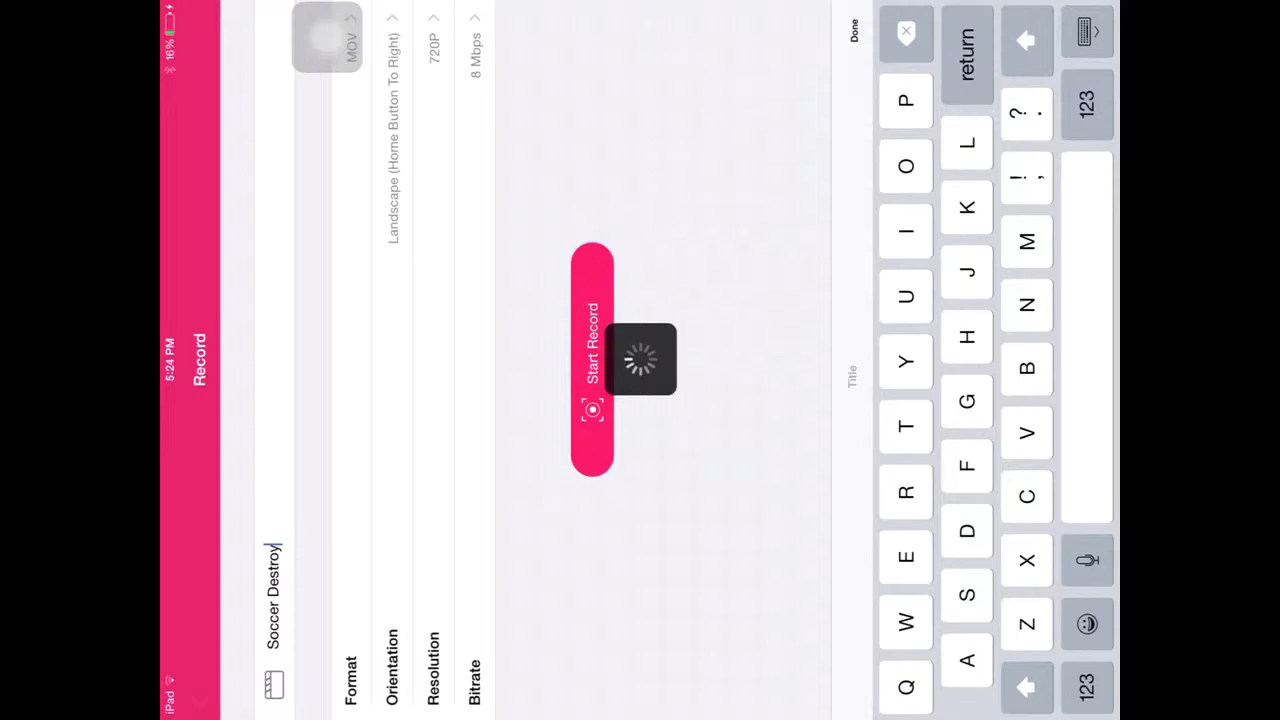 iPad 5:24 PM 16%
Record
Soccer Destroy
Format MOV
Orientation Landscape (Home Button To Right)
Resolution 720P
Bitrate 8 Mbps
Start Record
Title Done
Q W E R T Y U I O P
A S D F G H J K L return
Z X C V B N M ! , ? .
123 123